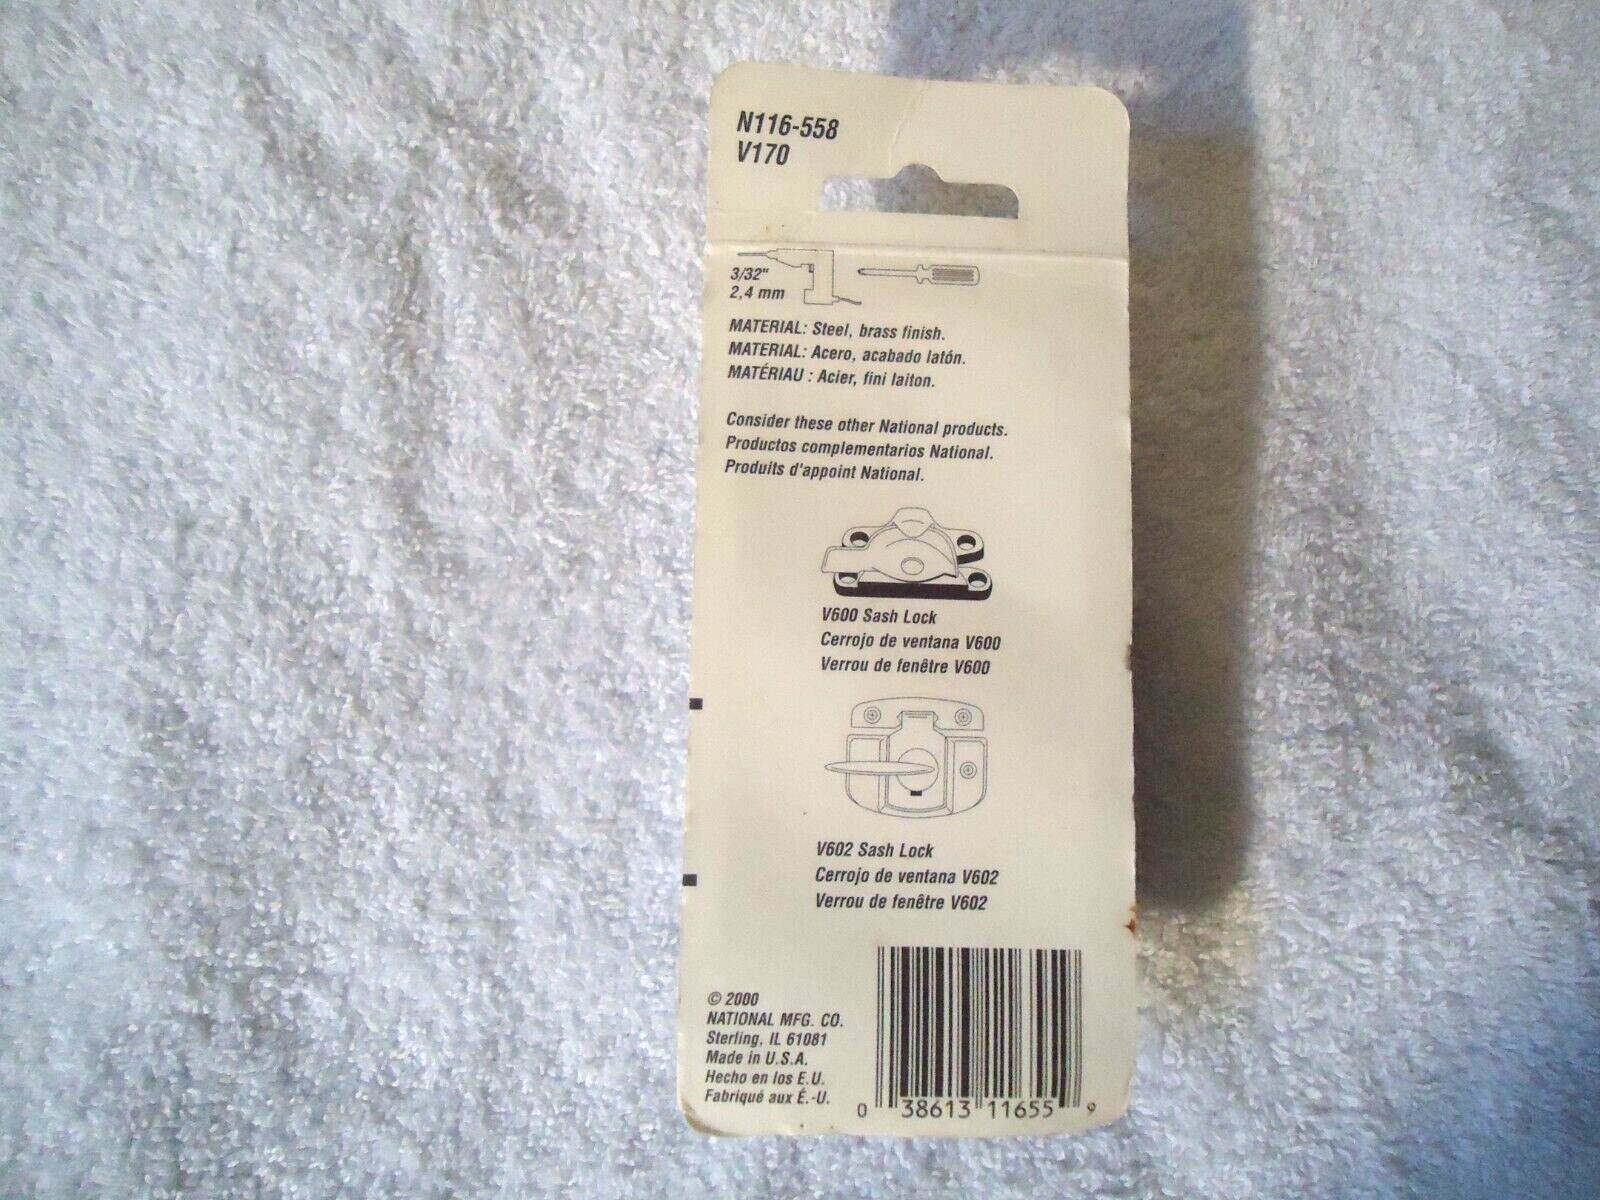 N116-558
V170
3/32"
2,4 mm
MATERIAL: Steel, brass finish.
MATERIAL: Acero, acabado latón.
MATÉRIAU : Acier, fini laiton.
Consider these other National products.
Productos complementarios National.
Produits d'appoint National.
V600 Sash Lock
Cerrojo de ventana V600
Verrou de fenêtre V600
V602 Sash Lock
Cerrojo de ventana V602
Verrou de fenêtre V602
© 2000
NATIONAL MFG. CO.
Sterling, IL 61081
Made in U.S.A.
Hecho en los E.U.
Fabriqué aux É.-U.
0 38613 11655 9